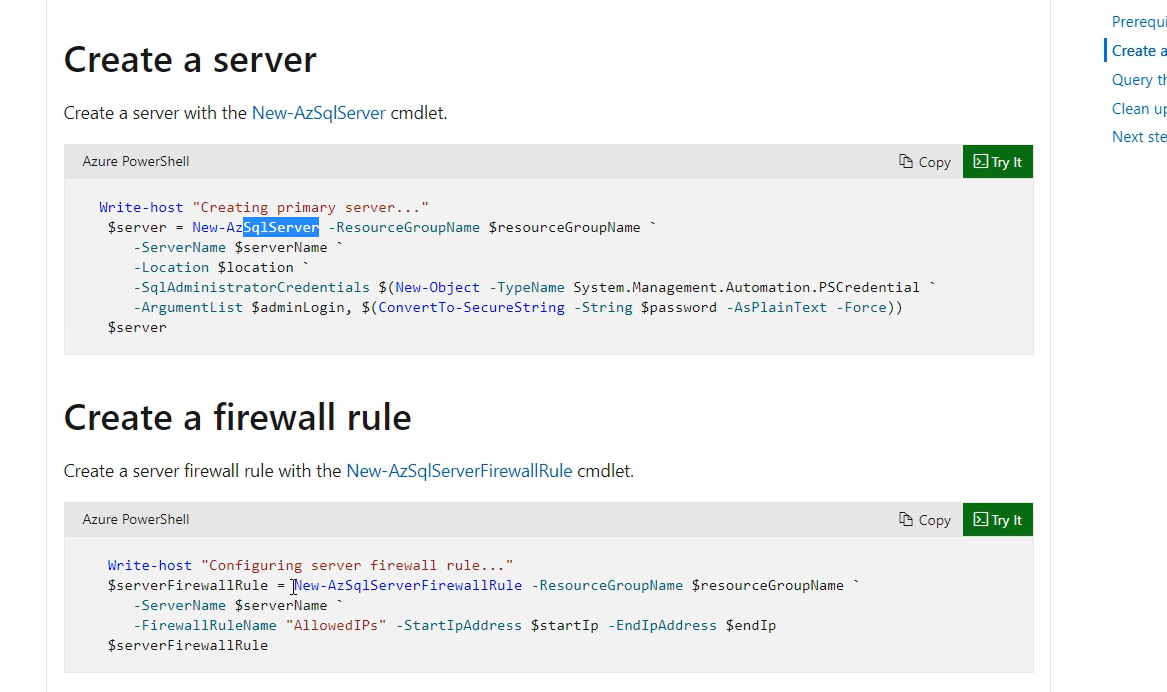 Create a server
Create a server with the New-AzSqlServer cmdlet.
Azure PowerShell
Copy
Try It
Write-host "Creating primary server..."
$server = New-AzSqlServer -ResourceGroupName $resourceGroupName `
-ServerName $serverName `
-Location $location `
-SqlAdministratorCredentials $(New-Object -TypeName System.Management.Automation.PSCredential `
-ArgumentList $adminLogin, $(ConvertTo-SecureString -String $password -AsPlainText -Force))
$server
Create a firewall rule
Create a server firewall rule with the New-AzSqlServerFirewallRule cmdlet.
Azure PowerShell
Copy
Try It
Write-host "Configuring server firewall rule..."
$serverFirewallRule = New-AzSqlServerFirewallRule -ResourceGroupName $resourceGroupName `
-ServerName $serverName `
-FirewallRuleName "AllowedIPs" -StartIpAddress $startIp -EndIpAddress $endIp
$serverFirewallRule
Prerequi
Create a
Query th
Clean up
Next ste